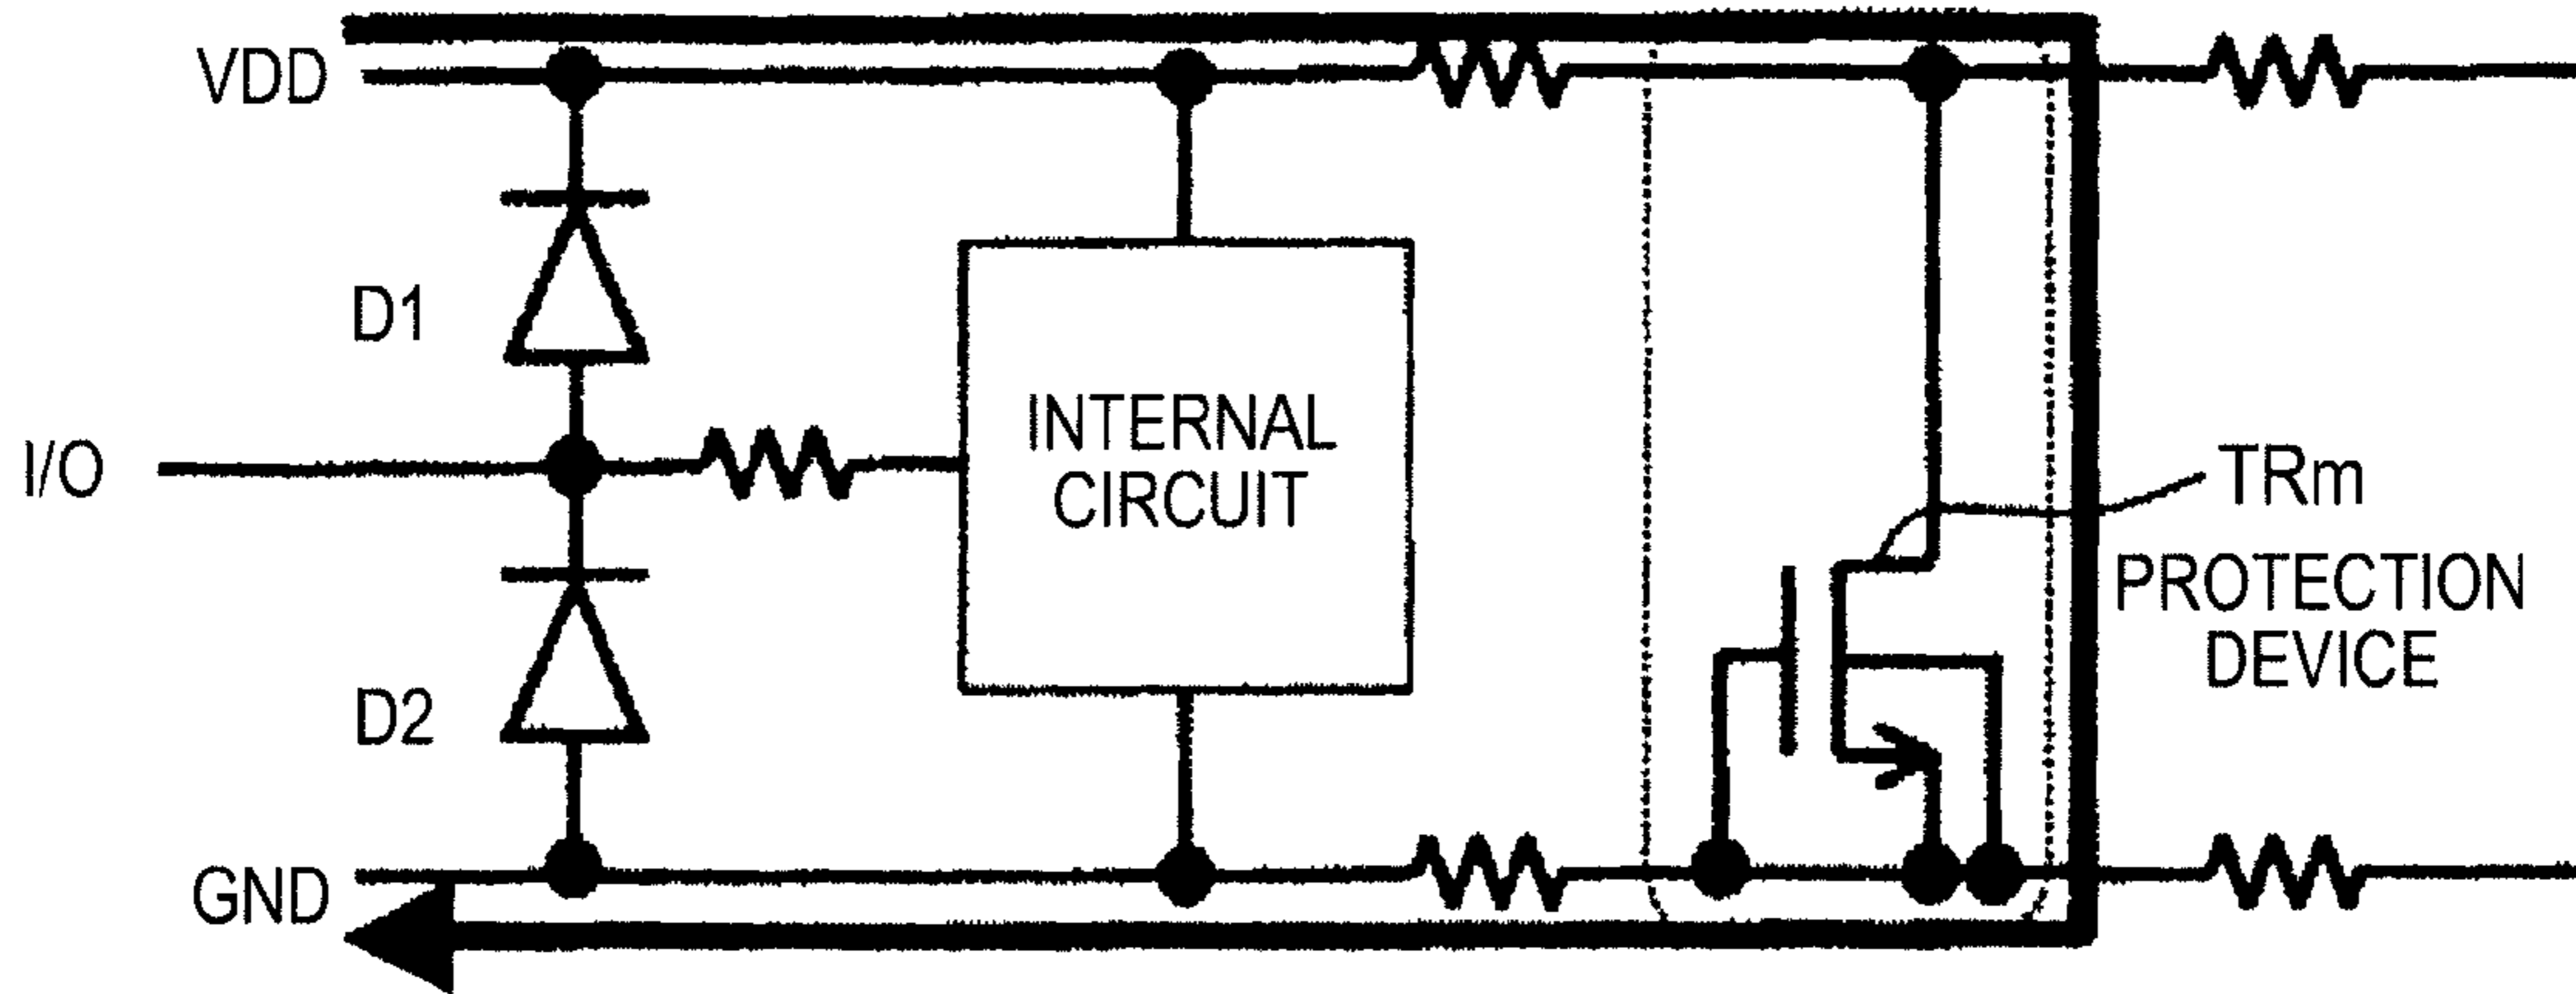 VDD
D1
I/O
INTERNAL
CIRCUIT
TRm
PROTECTION
DEVICE
D2
GND